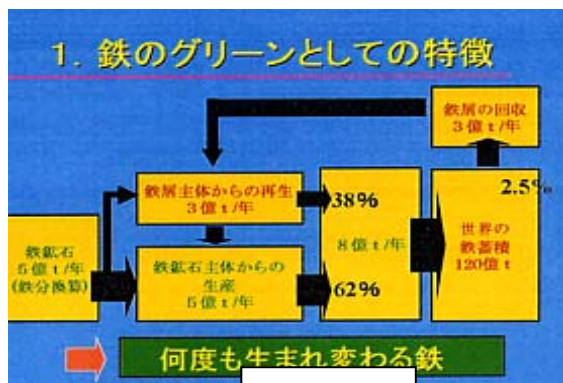 1. 鉄のグリーンとしての特徴
鉄屑の回収
3億t/年
鉄屑主体からの再生
3億t/年
38%
2.5%
鉄鉱石
5億t/年
(鉄分換算)
鉄鉱石主体からの
生産
5億t/年
62%
8億t/年
世界の
鉄蓄積
120億t
何度も生まれ変わる鉄